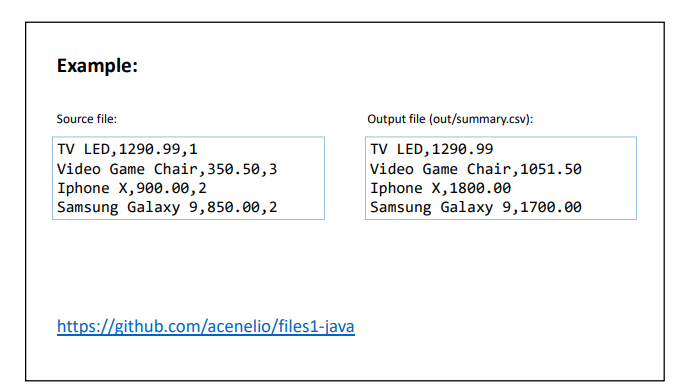 Example:
Source file:
TV LED,1290.99,1
Video Game Chair,350.50,3
Iphone X,900.00,2
Samsung Galaxy 9,850.00,2
Output file (out/summary.csv):
TV LED,1290.99
Video Game Chair,1051.50
Iphone X,1800.00
Samsung Galaxy 9,1700.00
https://github.com/acenelio/files1-java